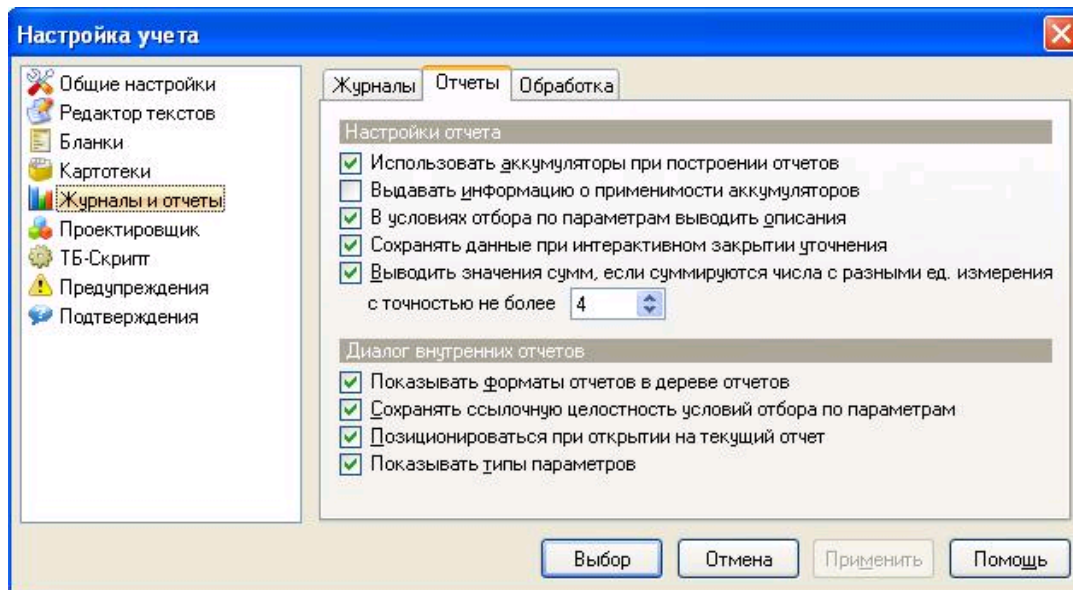 Настройка учета
Общие настройки
Редактор текстов
Бланки
Картотеки
Журналы и отчеты
Проектировщик
ТБ-Скрипт
Предупреждения
Подтверждения
Журналы Отчеты Обработка
Настройки отчета
Использовать аккумуляторы при построении отчетов
Выдавать информацию о применимости аккумуляторов
В условиях отбора по параметрам выводить описания
Сохранять данные при интерактивном закрытии уточнения
Выводить значения сумм, если суммируются числа с разными ед. измерения
с точностью не более 4
Диалог внутренних отчетов
Показывать форматы отчетов в дереве отчетов
Сохранять ссылочную целостность условий отбора по параметрам
Позиционироваться при открытии на текущий отчет
Показывать типы параметров
Выбор Отмена Применить Помощь